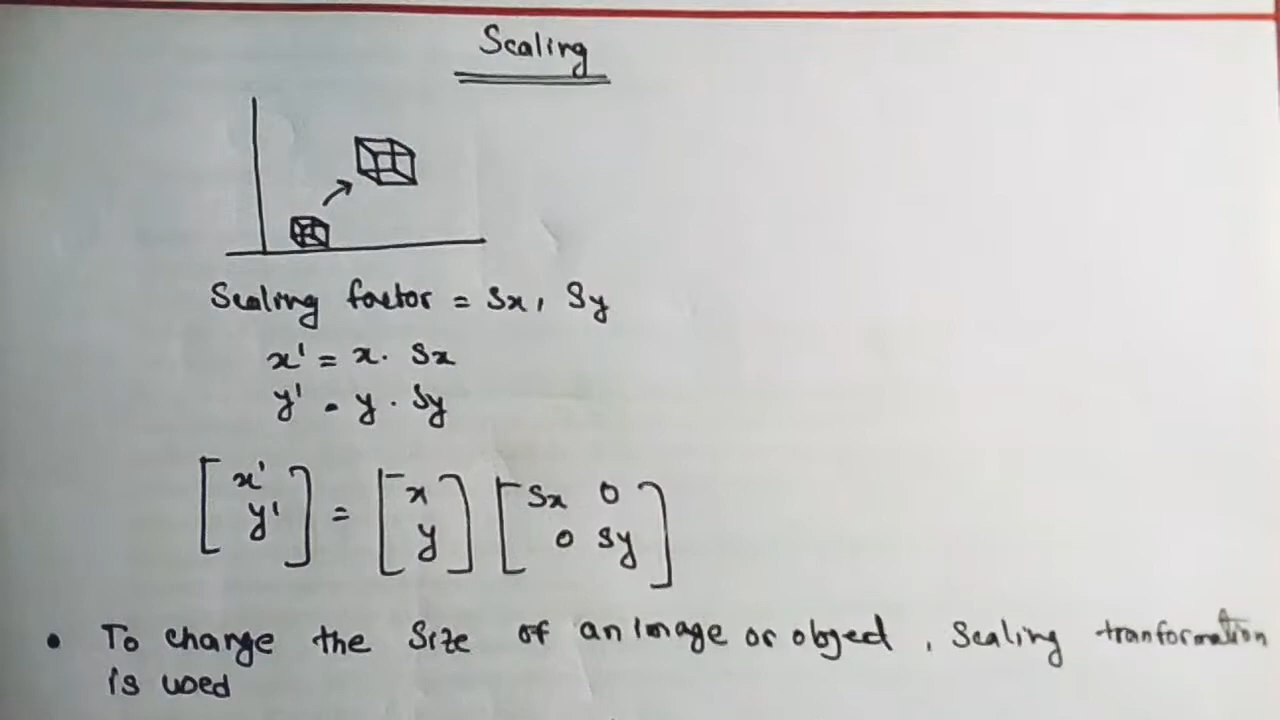 Scaling
Scaling factor = Sx, Sy
x' = x. Sx
y' = y. Sy
[x' y'] = [x y] [Sx 0 0 Sy]
• To change the Size of an image or object, Scaling tranformation
is used